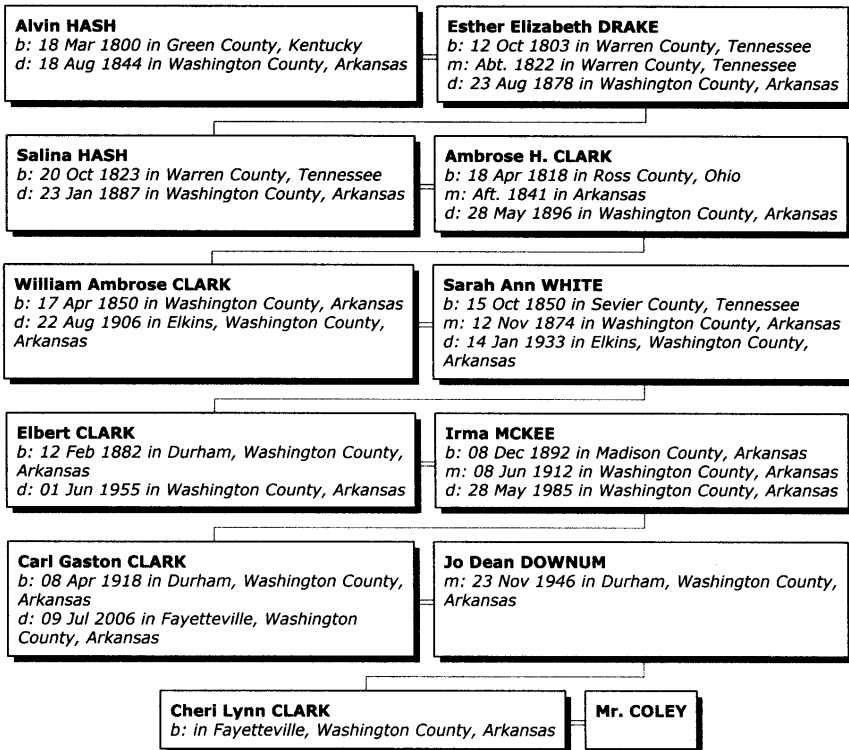 Alvin HASH
b: 18 Mar 1800 in Green County, Kentucky
d: 18 Aug 1844 in Washington County, Arkansas
Esther Elizabeth DRAKE
b: 12 Oct 1803 in Warren County, Tennessee
m: Abt. 1822 in Warren County, Tennessee
d: 23 Aug 1878 in Washington County, Arkansas
Salina HASH
b: 20 Oct 1823 in Warren County, Tennessee
d: 23 Jan 1887 in Washington County, Arkansas
Ambrose H. CLARK
b: 18 Apr 1818 in Ross County, Ohio
m: Aft. 1841 in Arkansas
d: 28 May 1896 in Washington County, Arkansas
William Ambrose CLARK
b: 17 Apr 1850 in Washington County, Arkansas
d: 22 Aug 1906 in Elkins, Washington County,
Arkansas
Sarah Ann WHITE
b: 15 Oct 1850 in Sevier County, Tennessee
m: 12 Nov 1874 in Washington County, Arkansas
d: 14 Jan 1933 in Elkins, Washington County,
Arkansas
Elbert CLARK
b: 12 Feb 1882 in Durham, Washington County,
Arkansas
d: 01 Jun 1955 in Washington County, Arkansas
Irma MCKEE
b: 08 Dec 1892 in Madison County, Arkansas
m: 08 Jun 1912 in Washington County, Arkansas
d: 28 May 1985 in Washington County, Arkansas
Carl Gaston CLARK
b: 08 Apr 1918 in Durham, Washington County,
Arkansas
d: 09 Jul 2006 in Fayetteville, Washington
County, Arkansas
Jo Dean DOWNUM
m: 23 Nov 1946 in Durham, Washington County,
Arkansas
Cheri Lynn CLARK
b: in Fayetteville, Washington County, Arkansas
Mr. COLEY